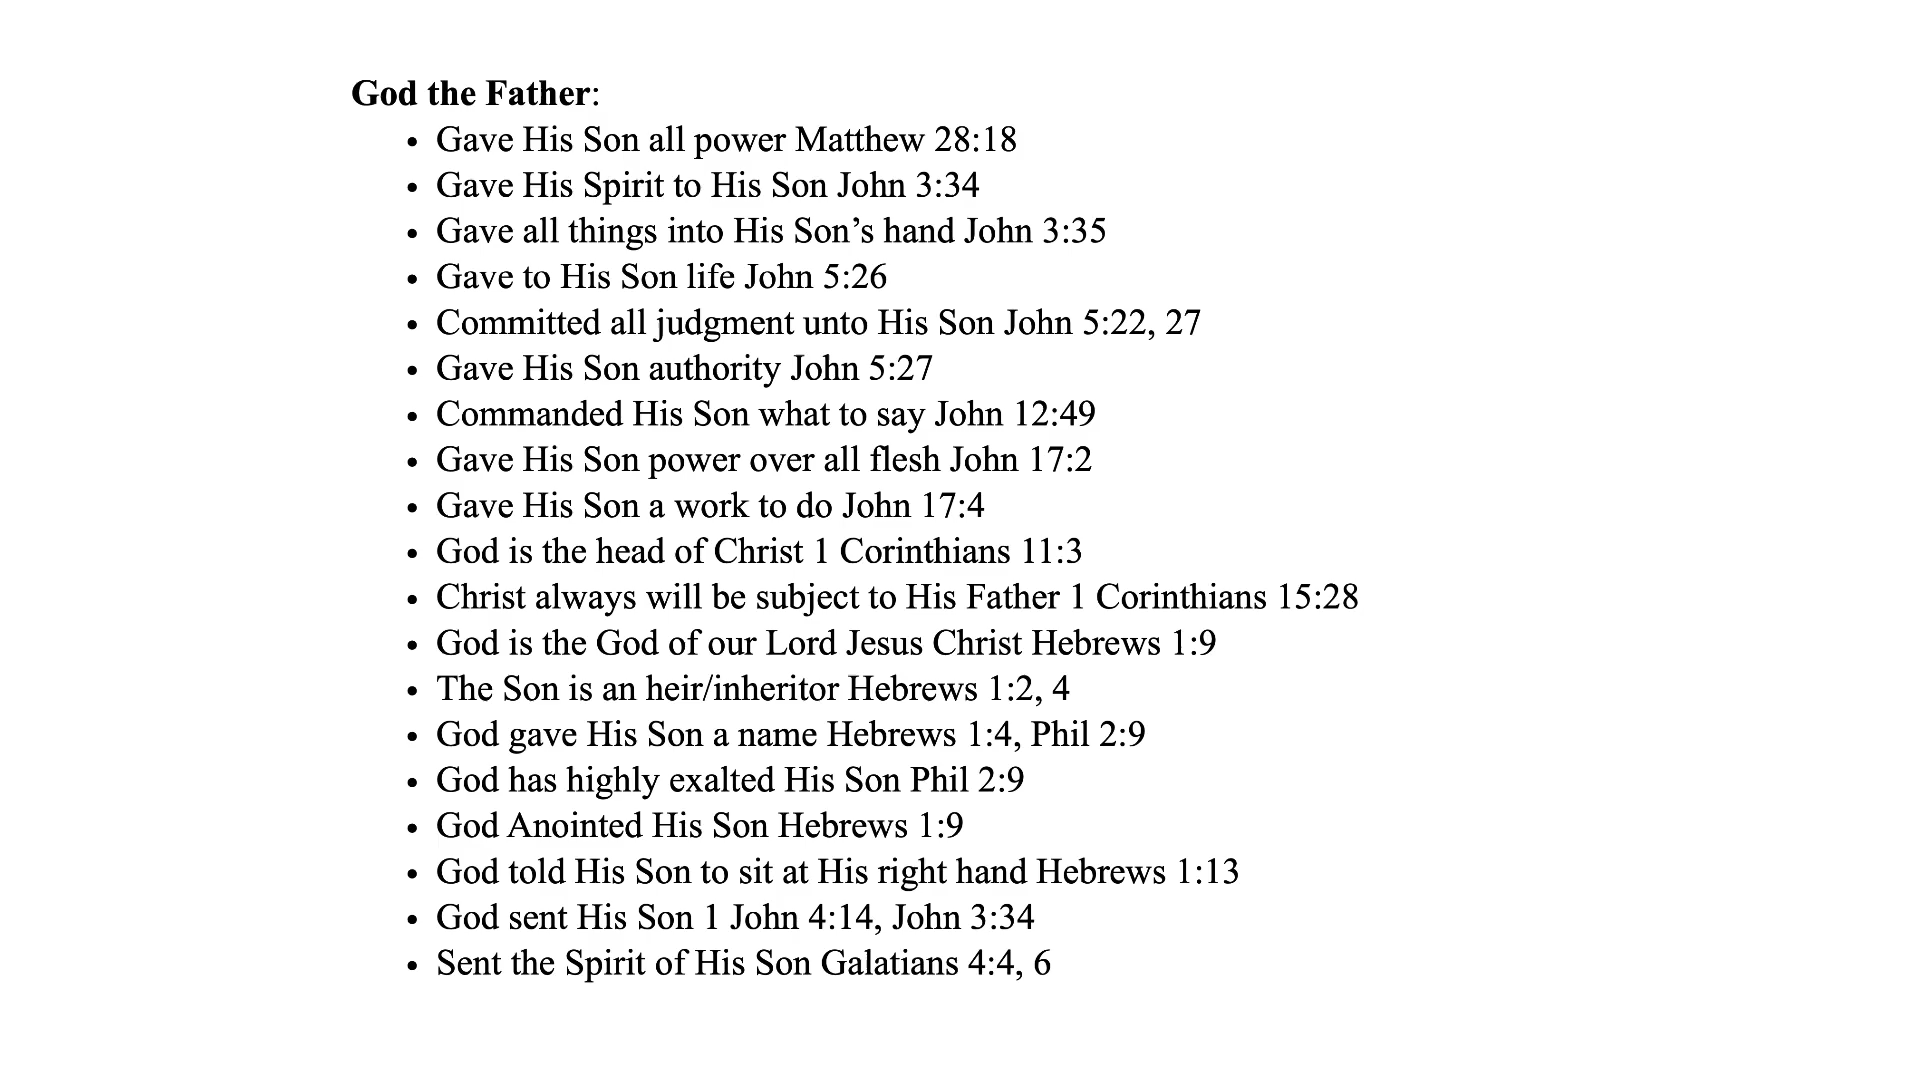 God the Father:
• Gave His Son all power Matthew 28:18
• Gave His Spirit to His Son John 3:34
• Gave all things into His Son’s hand John 3:35
• Gave to His Son life John 5:26
• Committed all judgment unto His Son John 5:22, 27
• Gave His Son authority John 5:27
• Commanded His Son what to say John 12:49
• Gave His Son power over all flesh John 17:2
• Gave His Son a work to do John 17:4
• God is the head of Christ 1 Corinthians 11:3
• Christ always will be subject to His Father 1 Corinthians 15:28
• God is the God of our Lord Jesus Christ Hebrews 1:9
• The Son is an heir/inheritor Hebrews 1:2, 4
• God gave His Son a name Hebrews 1:4, Phil 2:9
• God has highly exalted His Son Phil 2:9
• God Anointed His Son Hebrews 1:9
• God told His Son to sit at His right hand Hebrews 1:13
• God sent His Son 1 John 4:14, John 3:34
• Sent the Spirit of His Son Galatians 4:4, 6